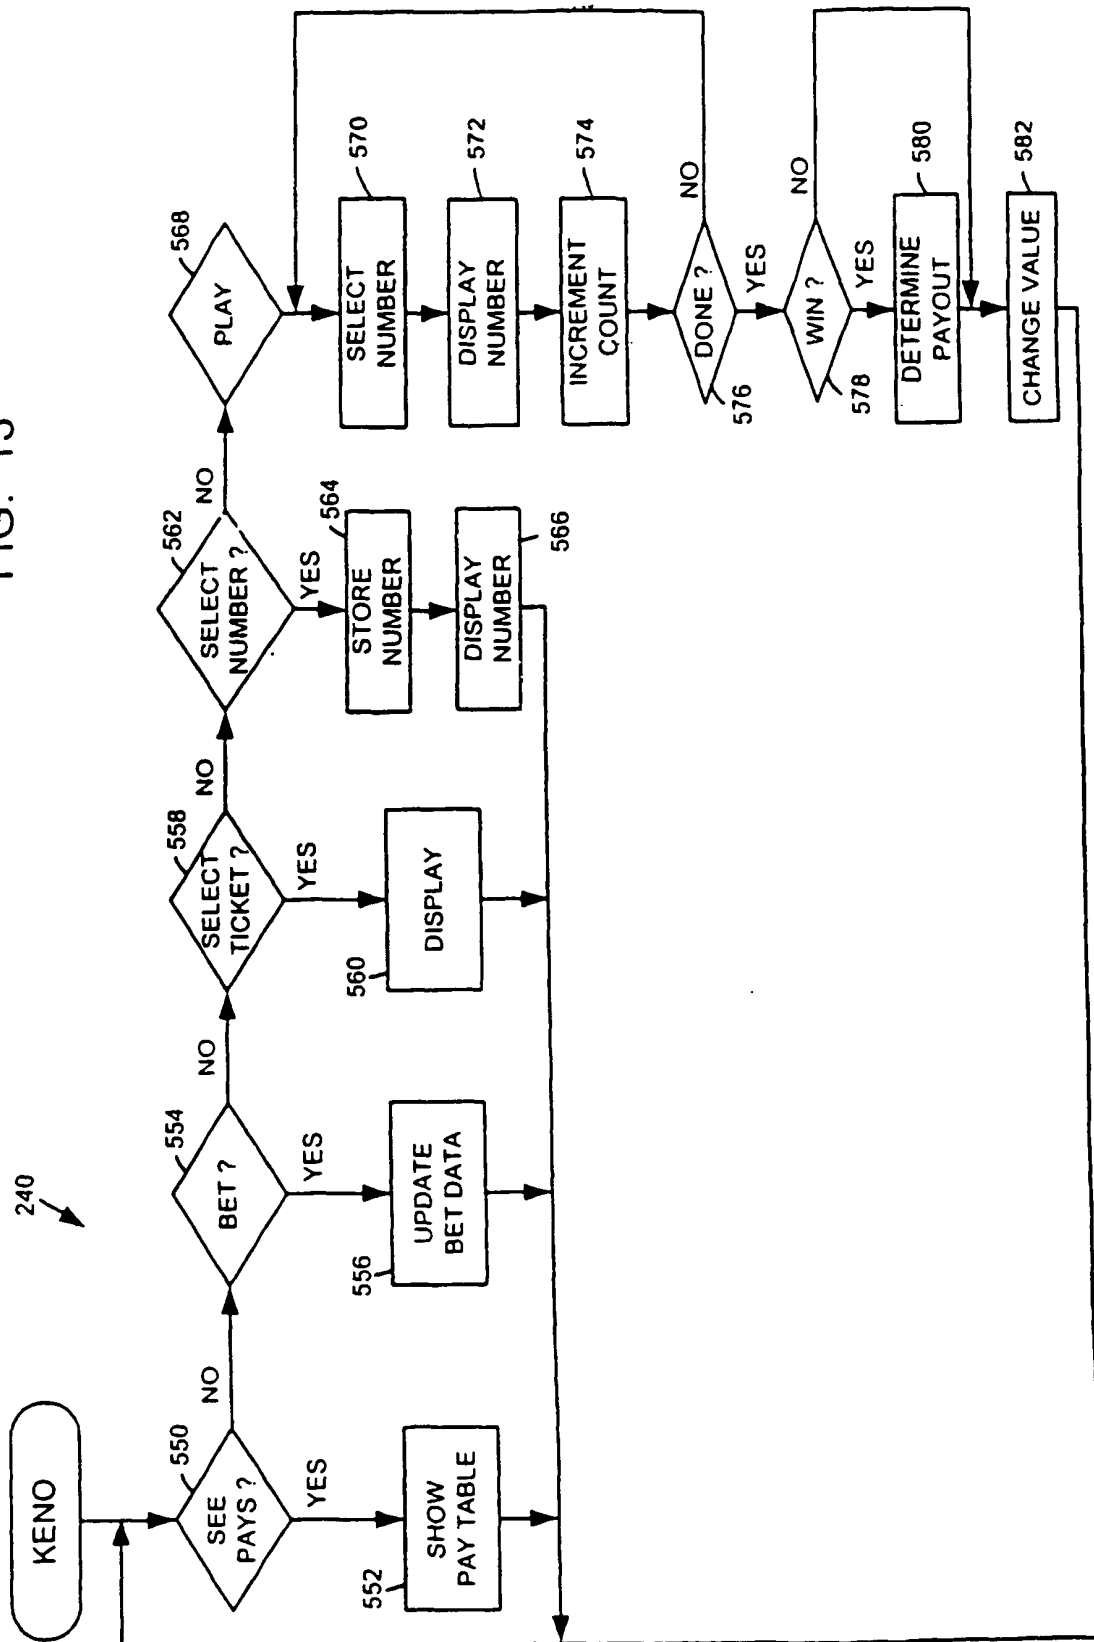 FIG. 13
240
KENO
550
SEE
PAYS ?
NO
YES
552
SHOW
PAY TABLE
554
BET ?
NO
YES
556
UPDATE
BET DATA
558
SELECT
TICKET ?
NO
YES
560
DISPLAY
562
SELECT
NUMBER ?
NO
YES
564
STORE
NUMBER
566
DISPLAY
NUMBER
568
PLAY
570
SELECT
NUMBER
572
DISPLAY
NUMBER
574
INCREMENT
COUNT
576
DONE ?
NO
YES
578
WIN ?
NO
YES
580
DETERMINE
PAYOUT
582
CHANGE VALUE